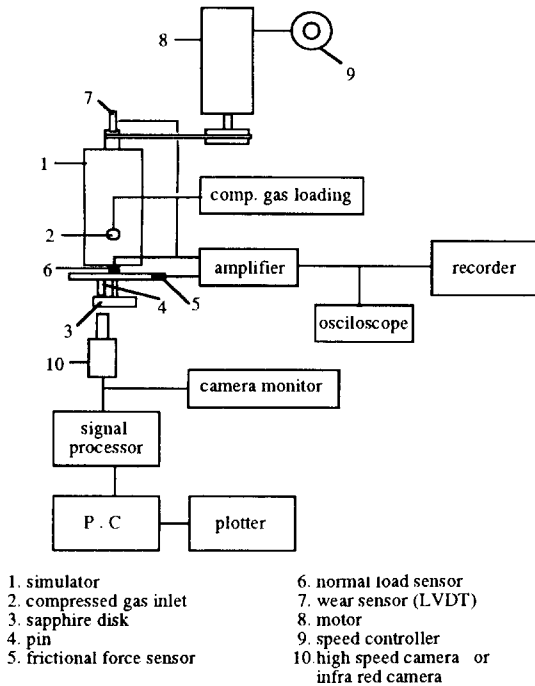 8
9
7
1
comp. gas loading
2
6
amplifier
recorder
5
4
3
osciloscope
10
camera monitor
signal
processor
P . C
plotter
1. simulator
2. compressed gas inlet
3. sapphire disk
4. pin
5. frictional force sensor
6. normal load sensor
7. wear sensor (LVDT)
8. motor
9. speed controller
10. high speed camera or
infra red camera